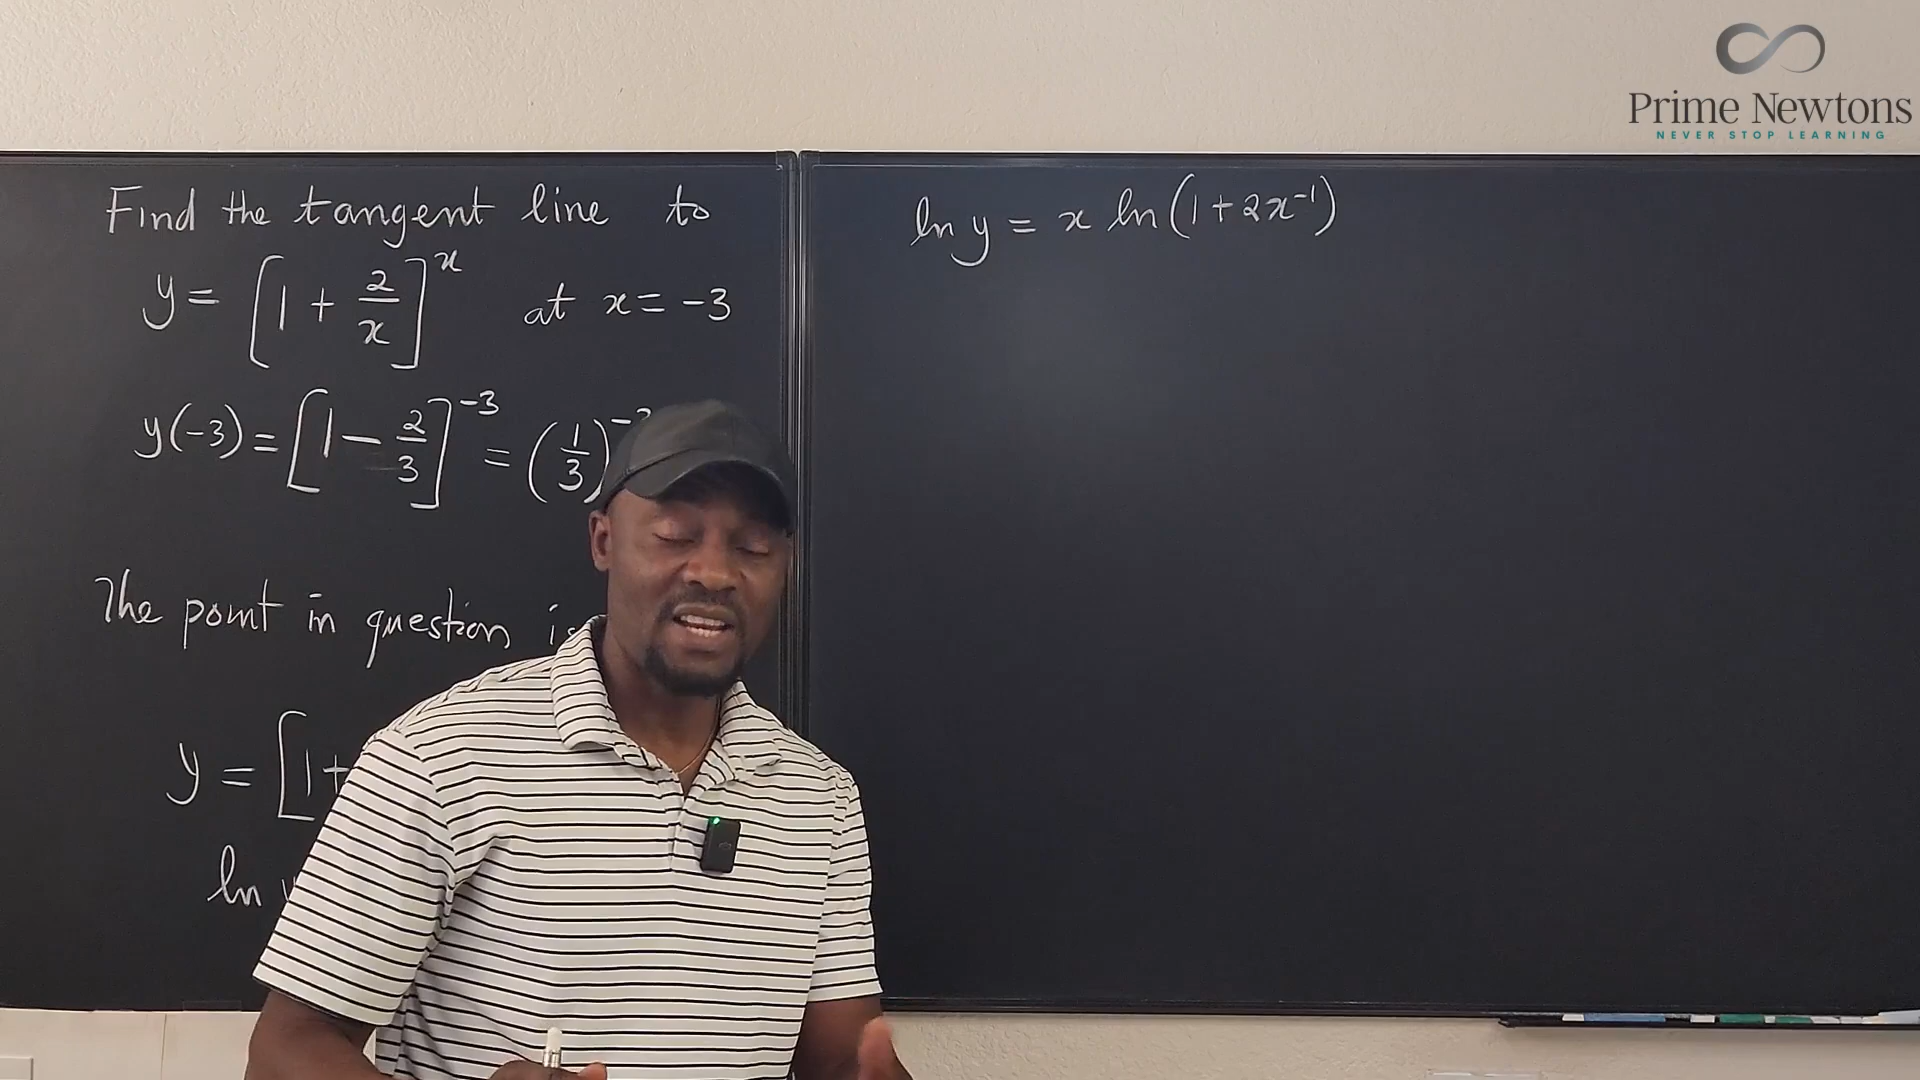 Prime Newtons
NEVER STOP LEARNING
Find the tangent line to
y = [1 + 2/x]^x at x = -3
y(-3) = [1 - 2/3]^-3 = (1/3)^-
The point in question is
y = [1+
ln y
ln y = x ln(1 + 2x^-1)